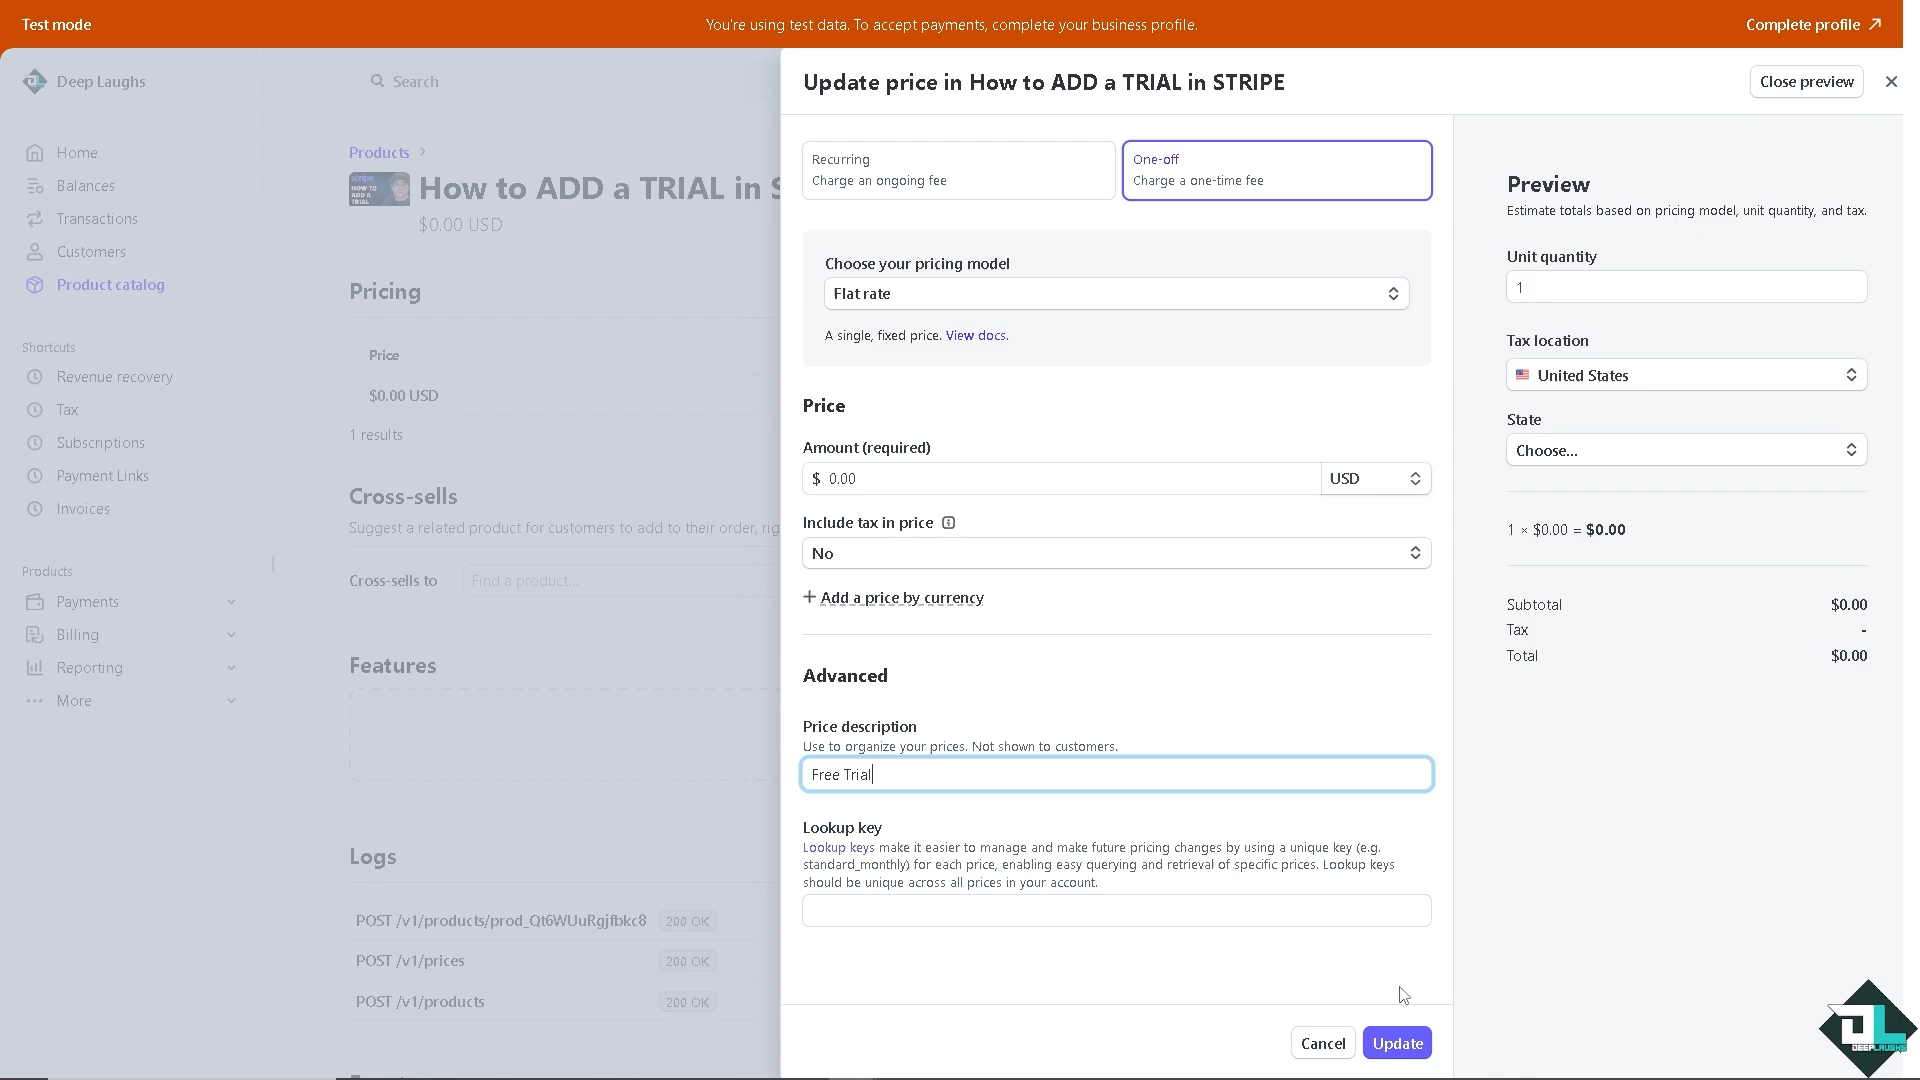 Test mode
You're using test data. To accept payments, complete your business profile.
Complete profile
Deep Laughs
Search
Home
Balances
Transactions
Customers
Product catalog
Shortcuts
Revenue recovery
Tax
Subscriptions
Payment Links
Invoices
Products
Payments
Billing
Reporting
More
Products
stripe
HOW TO
ADD A
TRIAL
How to ADD a TRIAL in S
$0.00 USD
Pricing
Price
$0.00 USD
1 results
Cross-sells
Suggest a related product for customers to add to their order, rig
Cross-sells to
Find a product...
Features
Logs
POST /v1/products/prod_Qt6WUuRgjfbkc8 200 OK
POST /v1/prices 200 OK
POST /v1/products 200 OK
Update price in How to ADD a TRIAL in STRIPE
Close preview
Recurring
Charge an ongoing fee
One-off
Charge a one-time fee
Choose your pricing model
Flat rate
A single, fixed price. View docs.
Price
Amount (required)
$ 0.00 USD
Include tax in price
No
+ Add a price by currency
Advanced
Price description
Use to organize your prices. Not shown to customers.
Free Trial
Lookup key
Lookup keys make it easier to manage and make future pricing changes by using a unique key (e.g.
standard_monthly) for each price, enabling easy querying and retrieval of specific prices. Lookup keys
should be unique across all prices in your account.
Cancel
Update
Preview
Estimate totals based on pricing model, unit quantity, and tax.
Unit quantity
1
Tax location
United States
State
Choose...
1 × $0.00 = $0.00
Subtotal $0.00
Tax -
Total $0.00
DL
DEEPLAUGHS